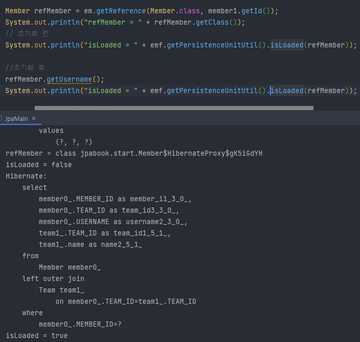 Member refMember = em.getReference(Member.class, member1.getId());
System.out.println("refMember = " + refMember.getClass());
// 초기화 전
System.out.println("isLoaded = " + emf.getPersistenceUnitUtil().isLoaded(refMember));
//초기화 후
refMember.getUsername();
System.out.println("isLoaded = " + emf.getPersistenceUnitUtil().isLoaded(refMember));
JpaMain ×
values
(?, ?, ?)
refMember = class jpabook.start.Member$HibernateProxy$gK5iGdYH
isLoaded = false
Hibernate:
select
member0_.MEMBER_ID as member_i1_3_0_,
member0_.TEAM_ID as team_id3_3_0_,
member0_.USERNAME as username2_3_0_,
team1_.TEAM_ID as team_id1_5_1_,
team1_.name as name2_5_1_
from
Member member0_
left outer join
Team team1_
on member0_.TEAM_ID=team1_.TEAM_ID
where
member0_.MEMBER_ID=?
isLoaded = true